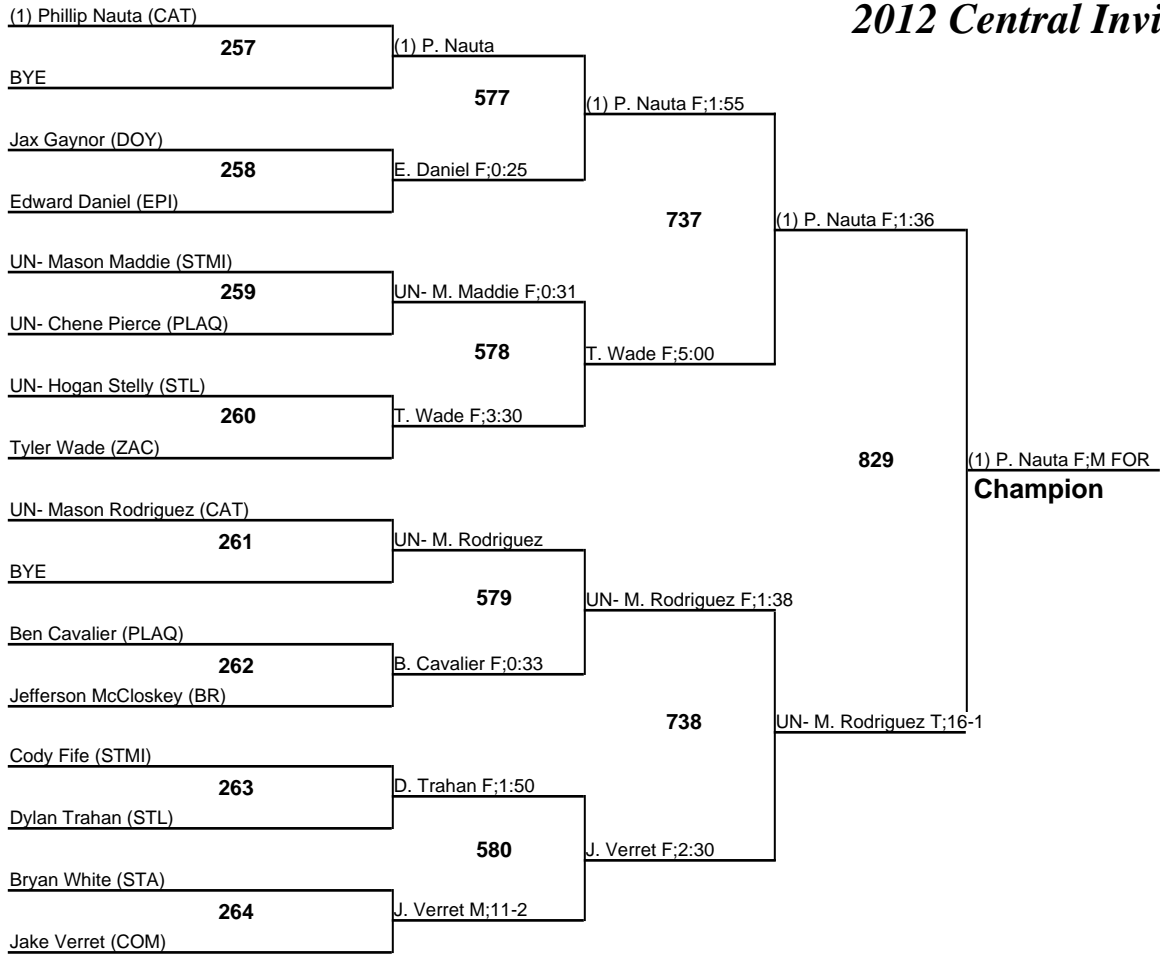 2012 Central Invi
(1) Phillip Nauta (CAT)
257
BYE
(1) P. Nauta
577
Jax Gaynor (DOY)
258
Edward Daniel (EPI)
E. Daniel F;0:25
(1) P. Nauta F;1:55
737
UN- Mason Maddie (STMI)
259
UN- Chene Pierce (PLAQ)
UN- M. Maddie F;0:31
578
UN- Hogan Stelly (STL)
260
Tyler Wade (ZAC)
T. Wade F;3:30
T. Wade F;5:00
(1) P. Nauta F;1:36
829
(1) P. Nauta F;M FOR
Champion
UN- Mason Rodriguez (CAT)
261
BYE
UN- M. Rodriguez
579
Ben Cavalier (PLAQ)
262
Jefferson McCloskey (BR)
B. Cavalier F;0:33
UN- M. Rodriguez F;1:38
738
UN- M. Rodriguez T;16-1
Cody Fife (STMI)
263
Dylan Trahan (STL)
D. Trahan F;1:50
580
J. Verret F;2:30
Bryan White (STA)
264
Jake Verret (COM)
J. Verret M;11-2